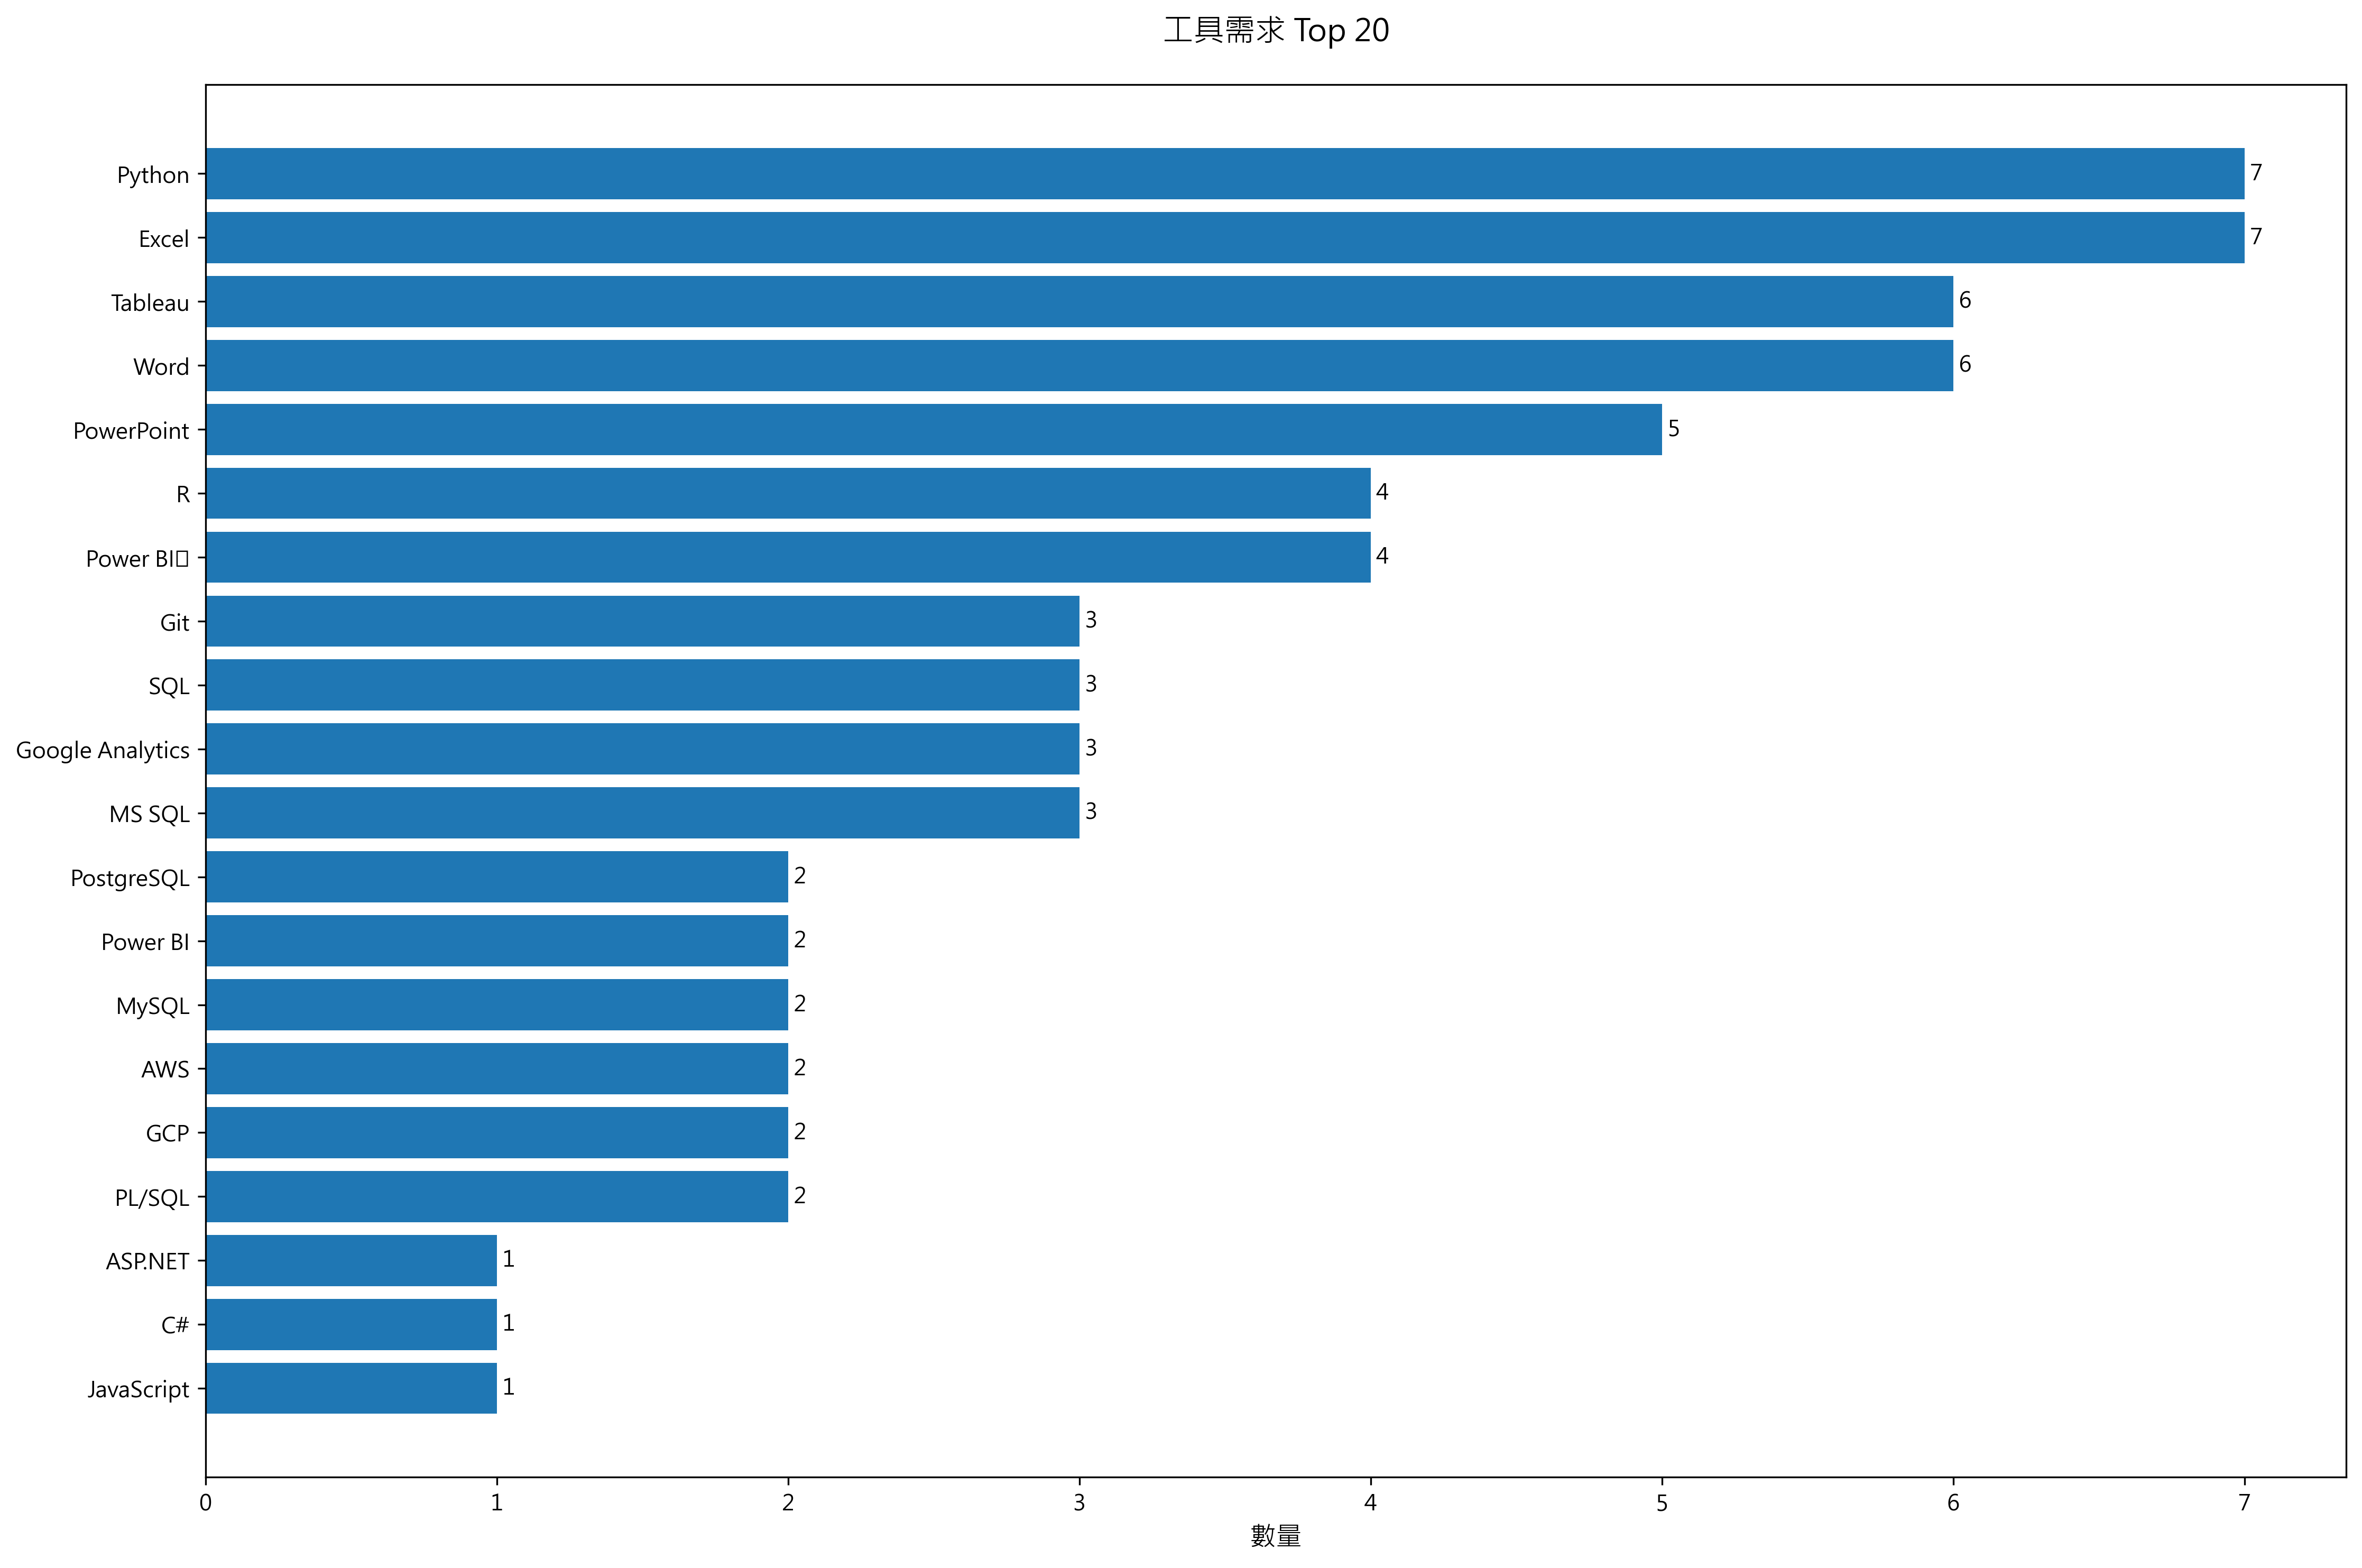 工具需求 Top 20
Python 7
Excel 7
Tableau 6
Word 6
PowerPoint 5
R 4
Power BI▯ 4
Git 3
SQL 3
Google Analytics 3
MS SQL 3
PostgreSQL 2
Power BI 2
MySQL 2
AWS 2
GCP 2
PL/SQL 2
ASP.NET 1
C# 1
JavaScript 1
0 1 2 3 4 5 6 7
數量